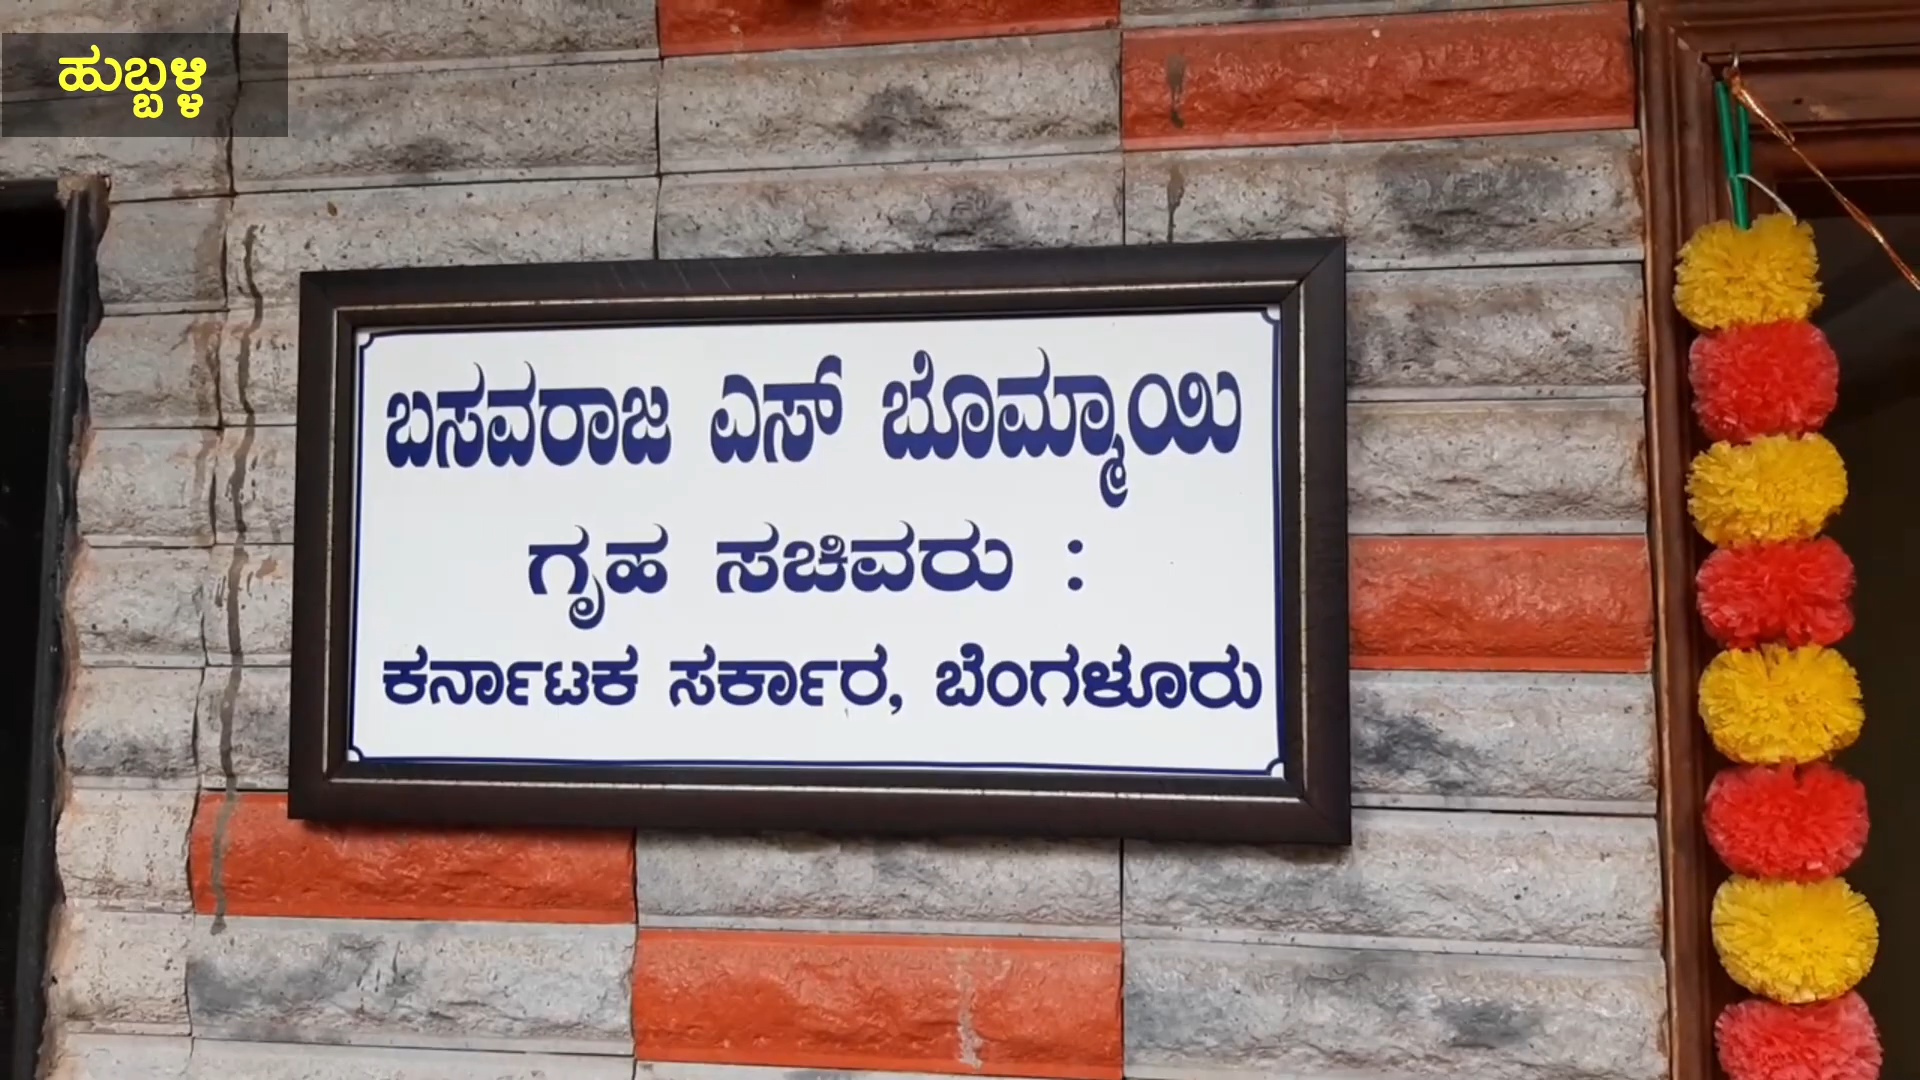 ಹುಬ್ಬಳ್ಳಿ
ಬಸವರಾಜ ಎಸ್ ಬೊಮ್ಮಾಯಿ
ಗೃಹ ಸಚಿವರು :
ಕರ್ನಾಟಕ ಸರ್ಕಾರ, ಬೆಂಗಳೂರು